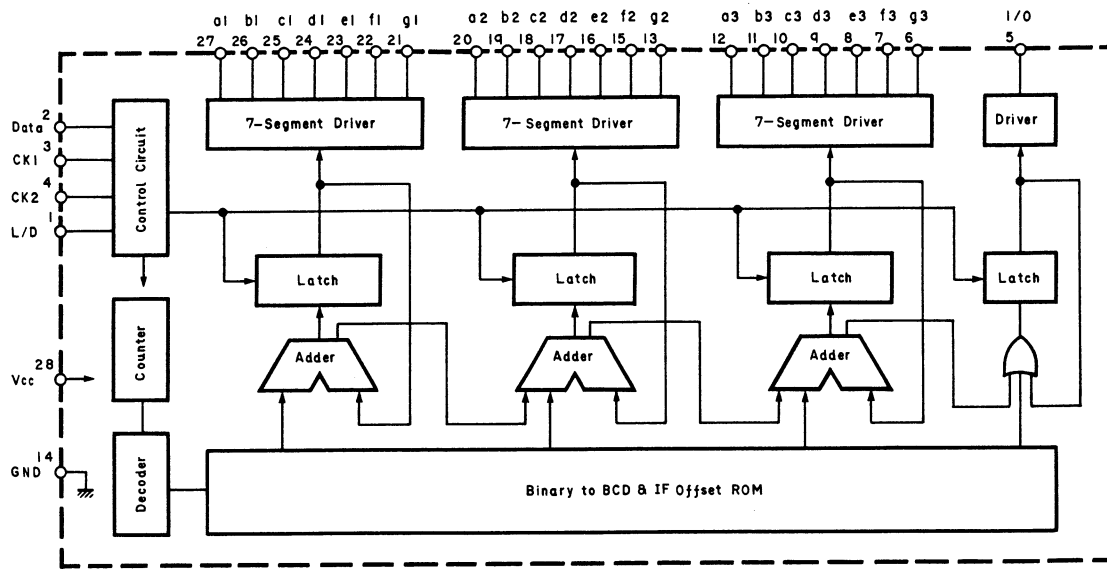 a1 b1 c1 d1 e1 f1 g1 a2 b2 c2 d2 e2 f2 g2 a3 b3 c3 d3 e3 f3 g3 I/O
27 26 25 24 23 22 21 20 19 18 17 16 15 13 12 11 10 9 8 7 6 5
7-Segment Driver
7-Segment Driver
7-Segment Driver
Driver
Data 2
CK1 3
CK2 4
L/D 1
Control Circuit
Latch
Latch
Latch
Latch
Counter
Adder
Adder
Adder
Vcc 28
GND 14
Decoder
Binary to BCD & IF Offset ROM